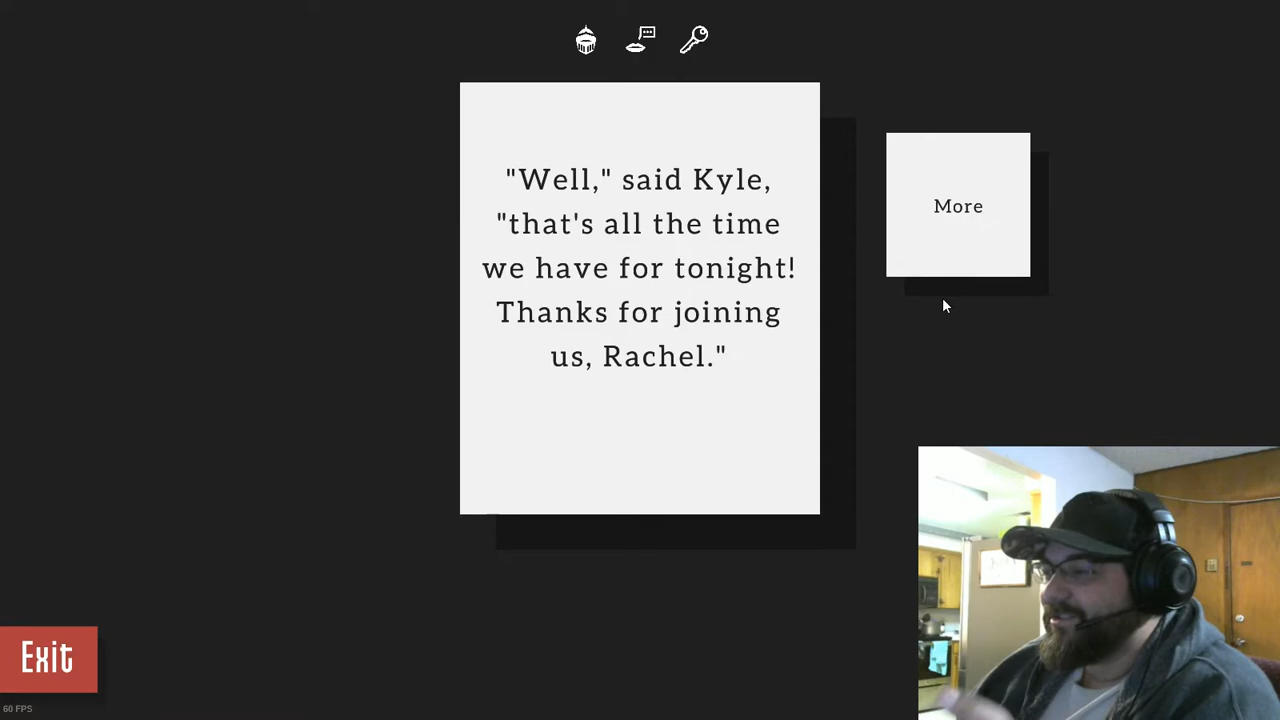 "Well," said Kyle,
"that's all the time
we have for tonight!
Thanks for joining
us, Rachel."
More
Exit
60 FPS